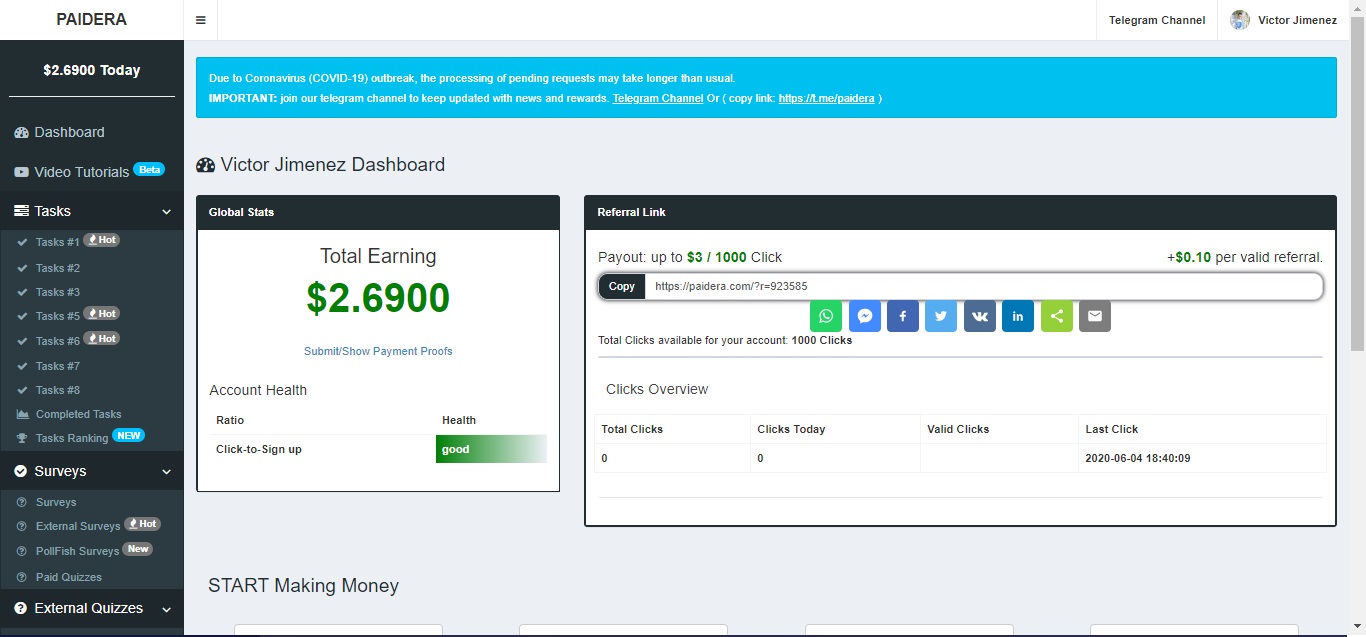 PAIDERA
Telegram Channel
Victor Jimenez
$2.6900 Today
Dashboard
Video Tutorials Beta
Tasks
Tasks #1 Hot
Tasks #2
Tasks #3
Tasks #5 Hot
Tasks #6 Hot
Tasks #7
Tasks #8
Completed Tasks
Tasks Ranking NEW
Surveys
Surveys
External Surveys Hot
PollFish Surveys New
Paid Quizzes
External Quizzes
Due to Coronavirus (COVID-19) outbreak, the processing of pending requests may take longer than usual.
IMPORTANT: join our telegram channel to keep updated with news and rewards. Telegram Channel Or ( copy link: https://t.me/paidera )
Victor Jimenez Dashboard
Global Stats
Total Earning
$2.6900
Submit/Show Payment Proofs
Account Health
Ratio Health
Click-to-Sign up good
Referral Link
Payout: up to $3 / 1000 Click +$0.10 per valid referral.
Copy https://paidera.com/?r=923585
Total Clicks available for your account: 1000 Clicks
Clicks Overview
Total Clicks Clicks Today Valid Clicks Last Click
0 0 2020-06-04 18:40:09
START Making Money